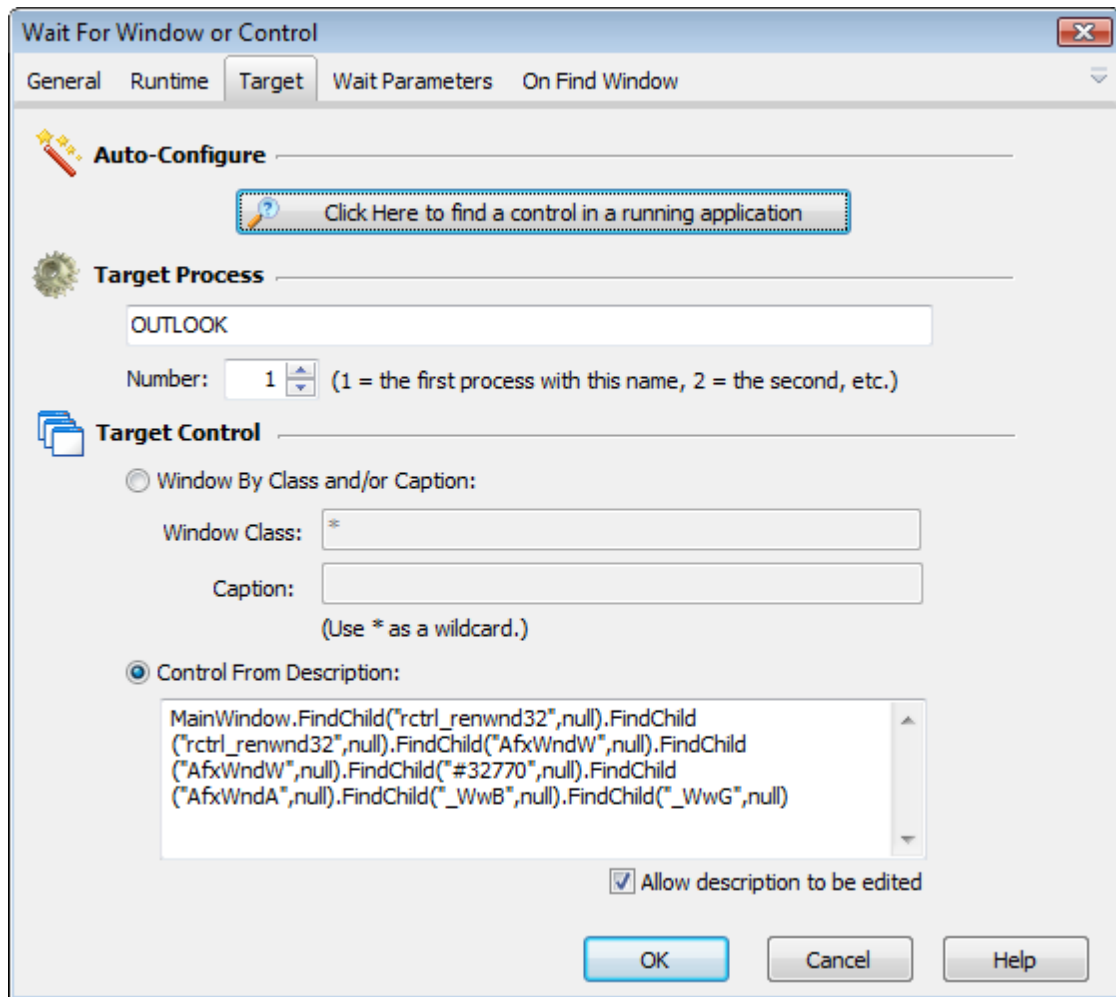 Wait For Window or Control
General Runtime Target Wait Parameters On Find Window
Auto-Configure
Click Here to find a control in a running application
Target Process
OUTLOOK
Number: 1 (1 = the first process with this name, 2 = the second, etc.)
Target Control
Window By Class and/or Caption:
Window Class: *
Caption:
(Use * as a wildcard.)
Control From Description:
MainWindow.FindChild("rctrl_renwnd32",null).FindChild
("rctrl_renwnd32",null).FindChild("AfxWndW",null).FindChild
("AfxWndW",null).FindChild("#32770",null).FindChild
("AfxWndA",null).FindChild("_WwB",null).FindChild("_WwG",null)
Allow description to be edited
OK Cancel Help